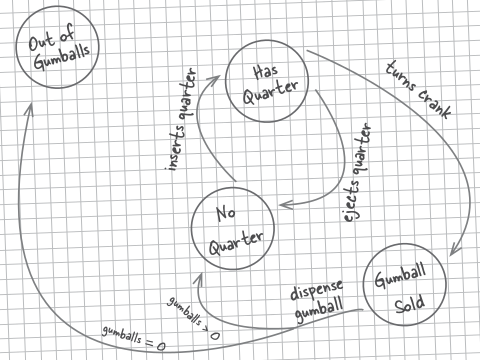 Out of
Gumballs
Has
Quarter
turns crank
inserts quarter
ejects quarter
No
Quarter
Gumball
Sold
dispense
gumball
gumballs > 0
gumballs = 0